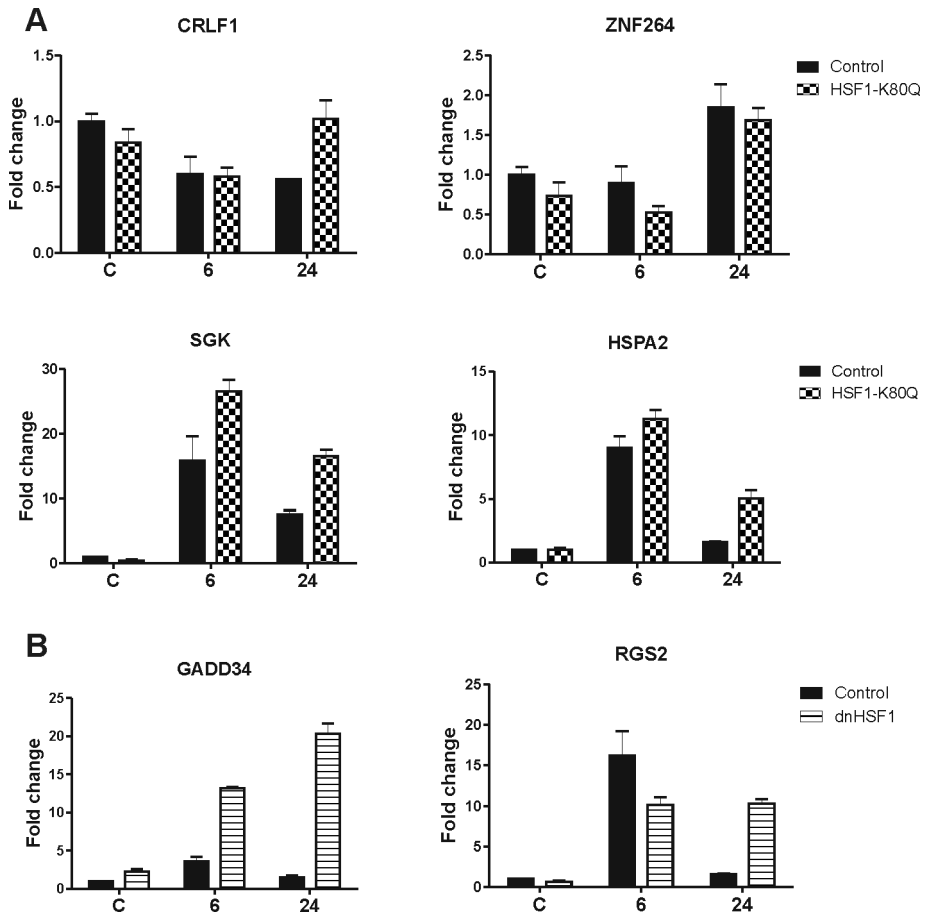 A
CRLF1
Fold change
1.5
1.0
0.5
0.0
C 6 24
ZNF264
Fold change
2.5
2.0
1.5
1.0
0.5
0.0
C 6 24
Control
HSF1-K80Q
SGK
Fold change
30
20
10
0
C 6 24
HSPA2
Fold change
15
10
5
0
C 6 24
Control
HSF1-K80Q
B
GADD34
Fold change
25
20
15
10
5
0
C 6 24
RGS2
Fold change
25
20
15
10
5
0
C 6 24
Control
dnHSF1